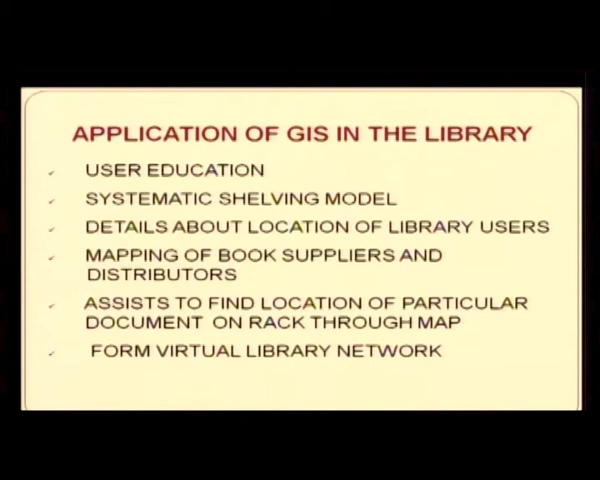 APPLICATION OF GIS IN THE LIBRARY
USER EDUCATION
SYSTEMATIC SHELVING MODEL
DETAILS ABOUT LOCATION OF LIBRARY USERS
MAPPING OF BOOK SUPPLIERS AND
DISTRIBUTORS
ASSISTS TO FIND LOCATION OF PARTICULAR
DOCUMENT ON RACK THROUGH MAP
FORM VIRTUAL LIBRARY NETWORK